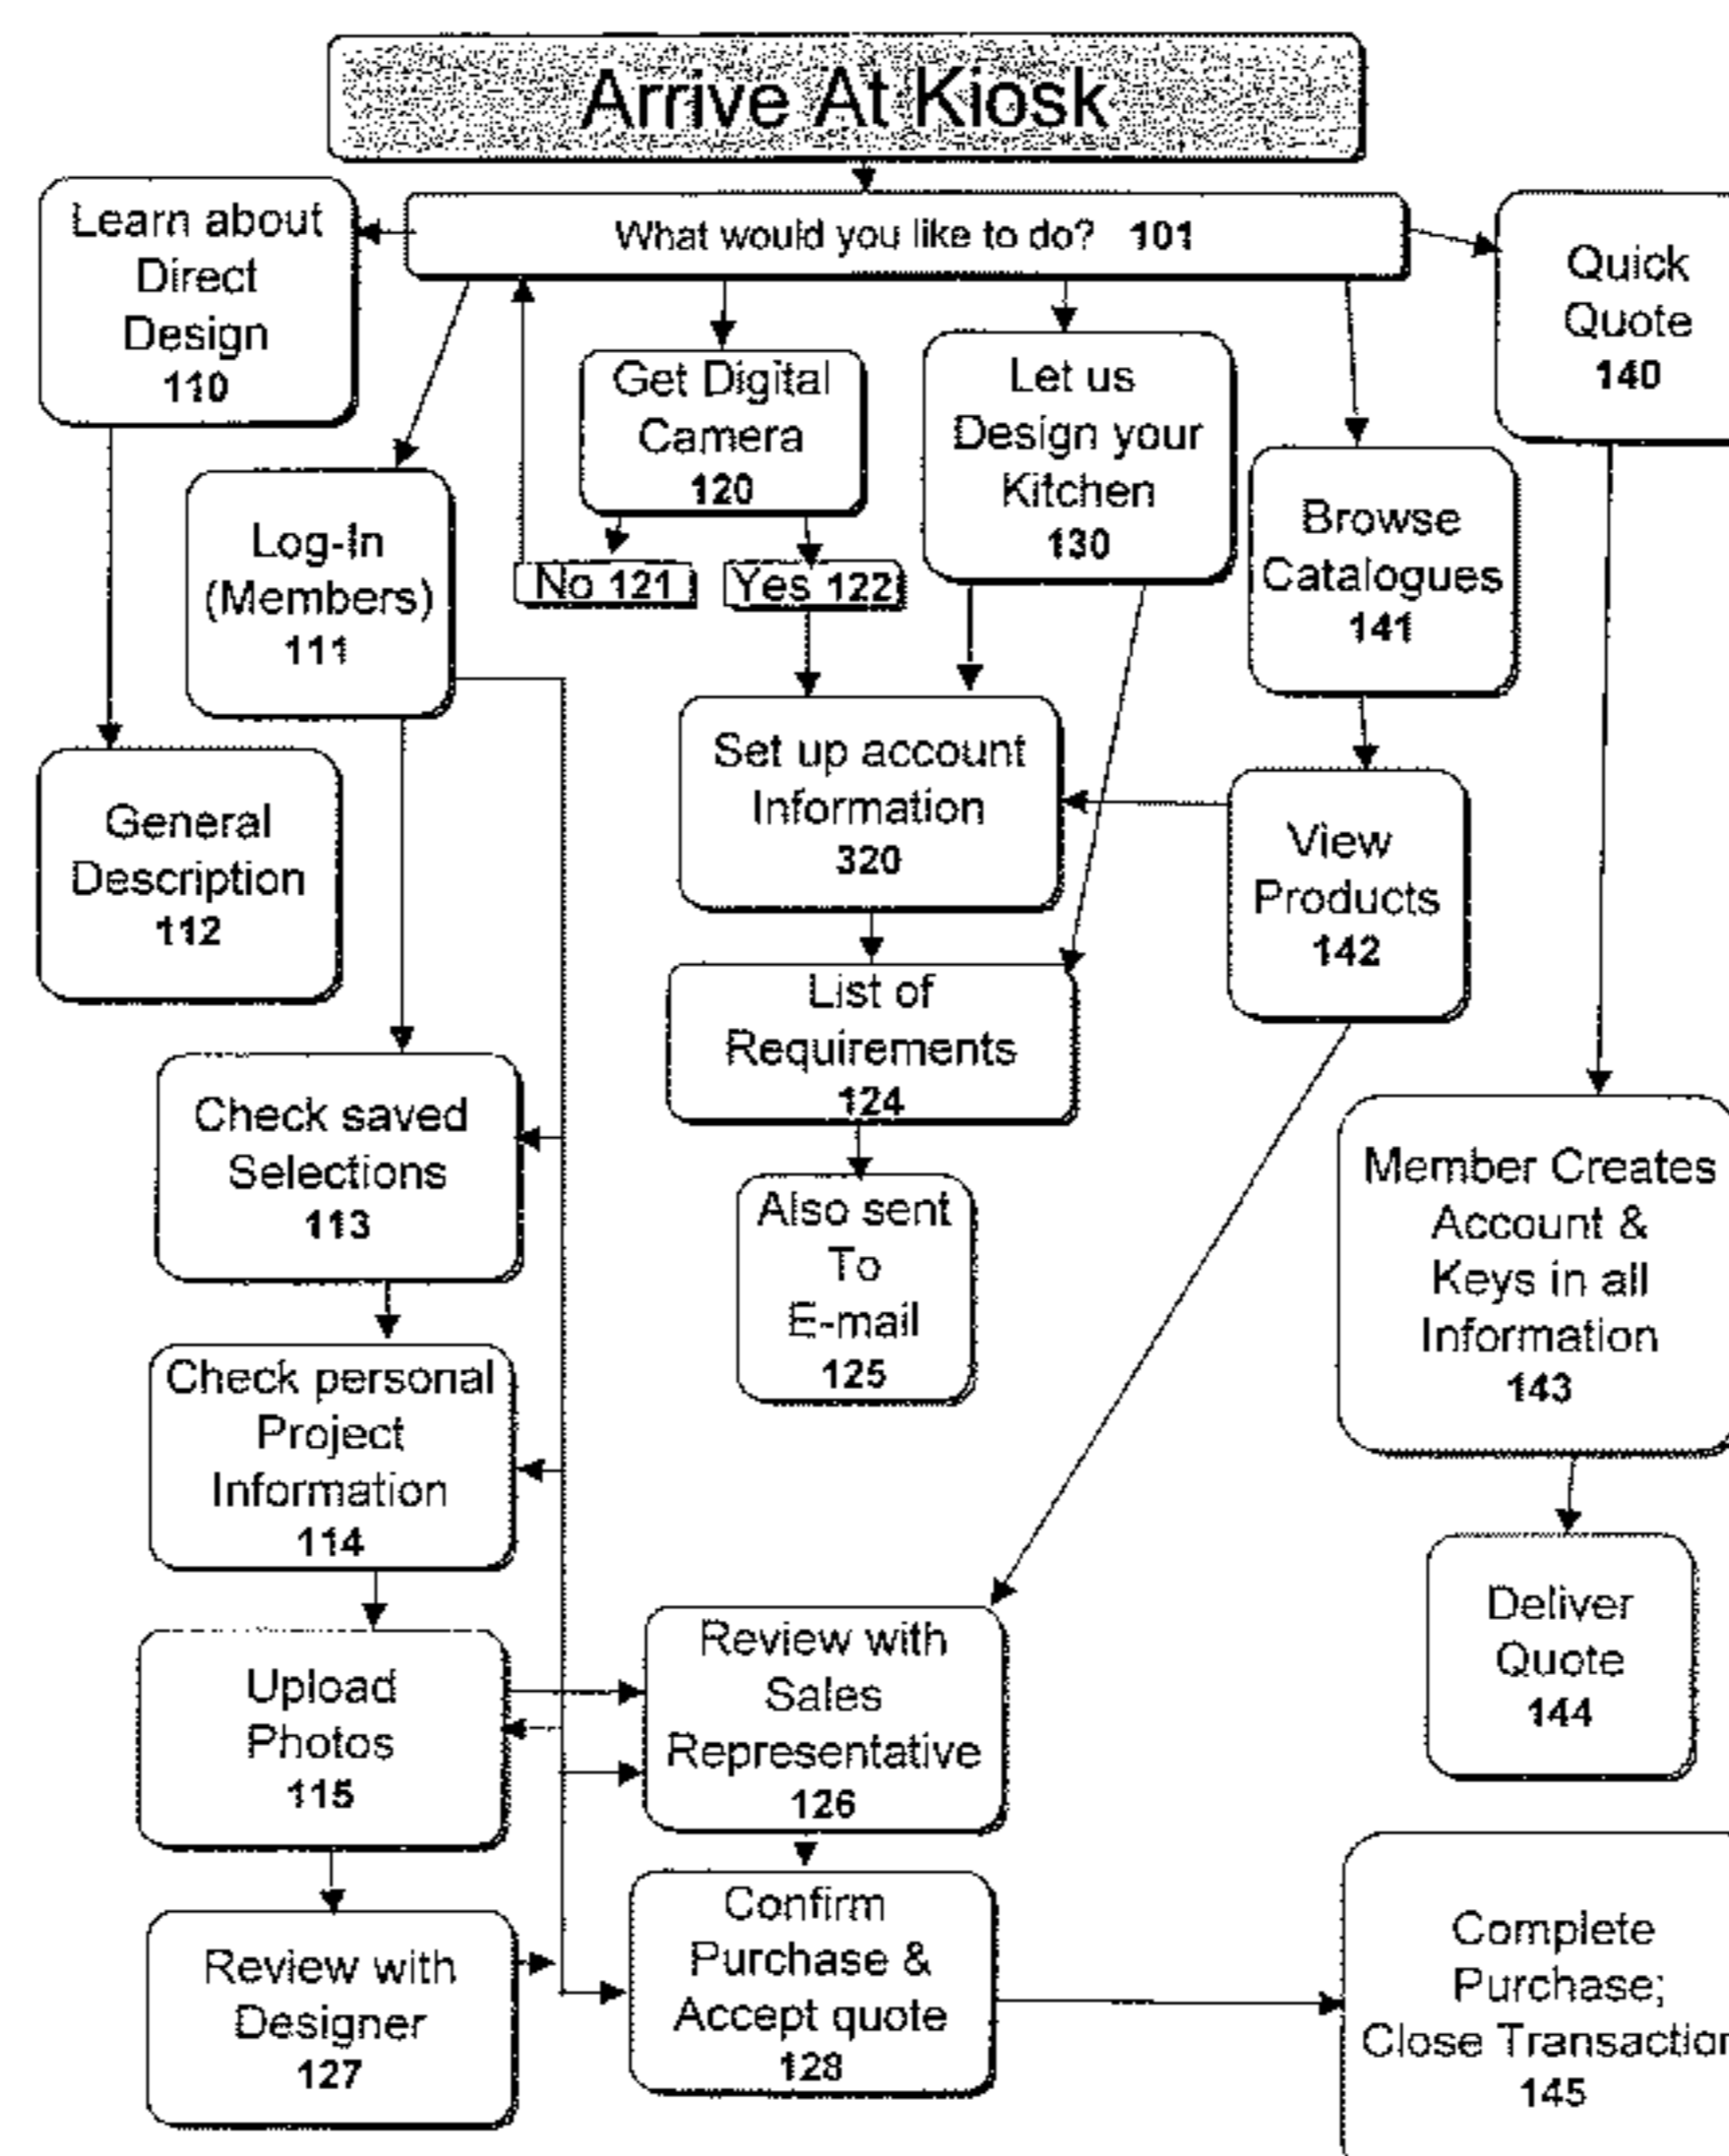 Arrive At Kiosk
What would you like to do? 101
Learn about
Direct
Design
110
Quick
Quote
140
Log-In
(Members)
111
Get Digital
Camera
120
No 121
Yes 122
Let us
Design your
Kitchen
130
Browse
Catalogues
141
General
Description
112
Set up account
Information
320
View
Products
142
Check saved
Selections
113
List of
Requirements
124
Also sent
To
E-mail
125
Member Creates
Account &
Keys in all
Information
143
Check personal
Project
Information
114
Upload
Photos
115
Review with
Sales
Representative
126
Deliver
Quote
144
Review with
Designer
127
Confirm
Purchase &
Accept quote
128
Complete
Purchase;
Close Transaction
145